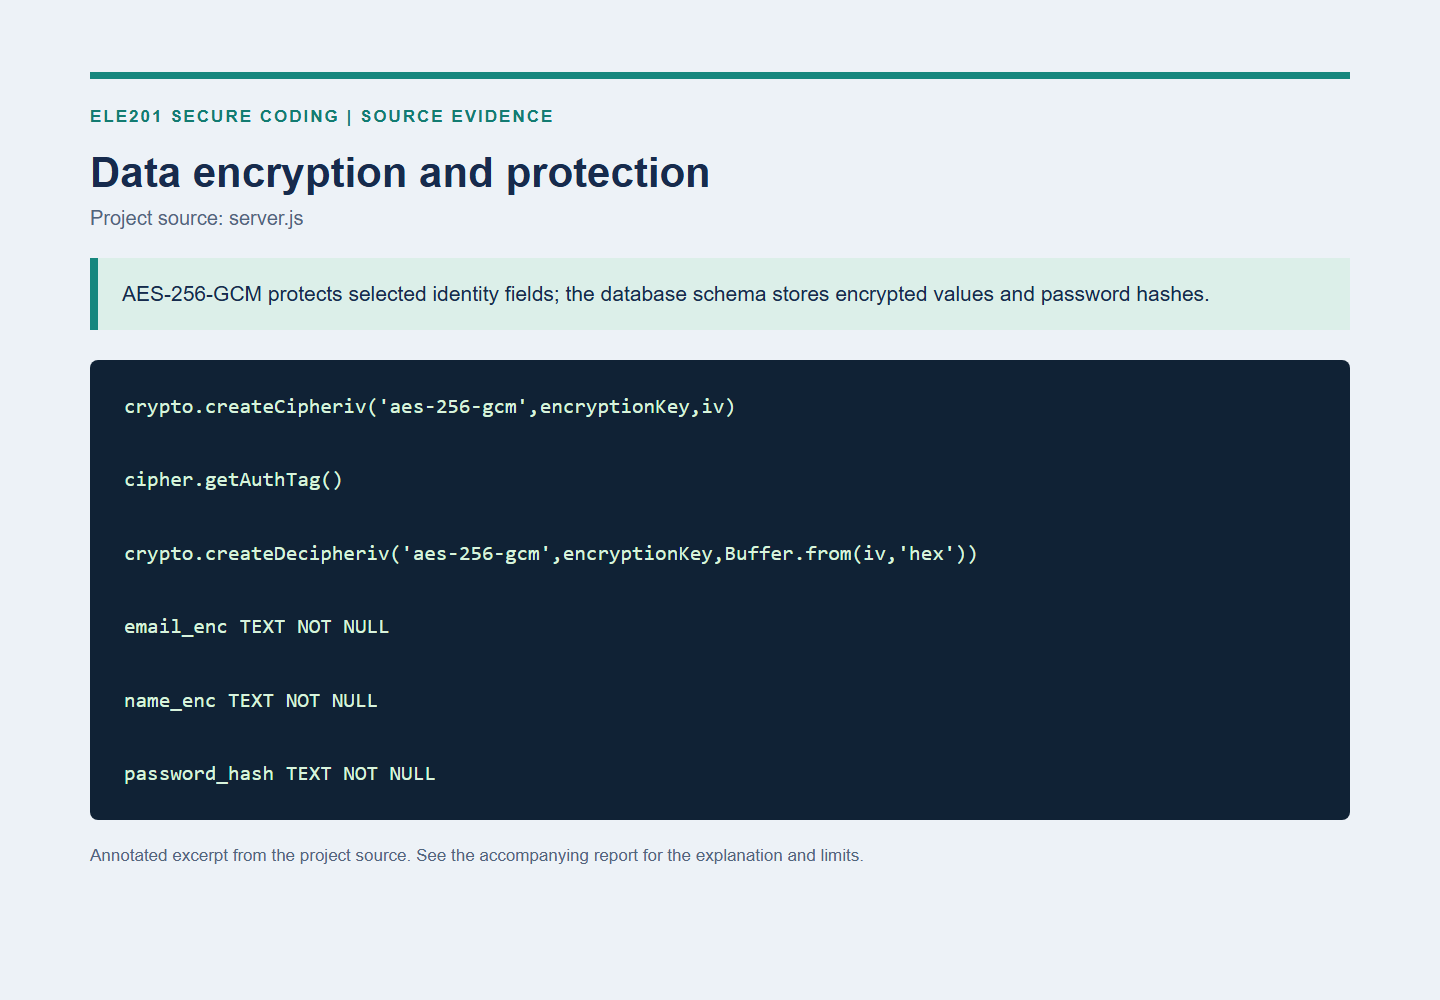 ELE201 SECURE CODING | SOURCE EVIDENCE
Data encryption and protection
Project source: server.js
AES-256-GCM protects selected identity fields; the database schema stores encrypted values and password hashes.
crypto.createCipheriv('aes-256-gcm',encryptionKey,iv)
cipher.getAuthTag()
crypto.createDecipheriv('aes-256-gcm',encryptionKey,Buffer.from(iv,'hex'))
email_enc TEXT NOT NULL
name_enc TEXT NOT NULL
password_hash TEXT NOT NULL
Annotated excerpt from the project source. See the accompanying report for the explanation and limits.